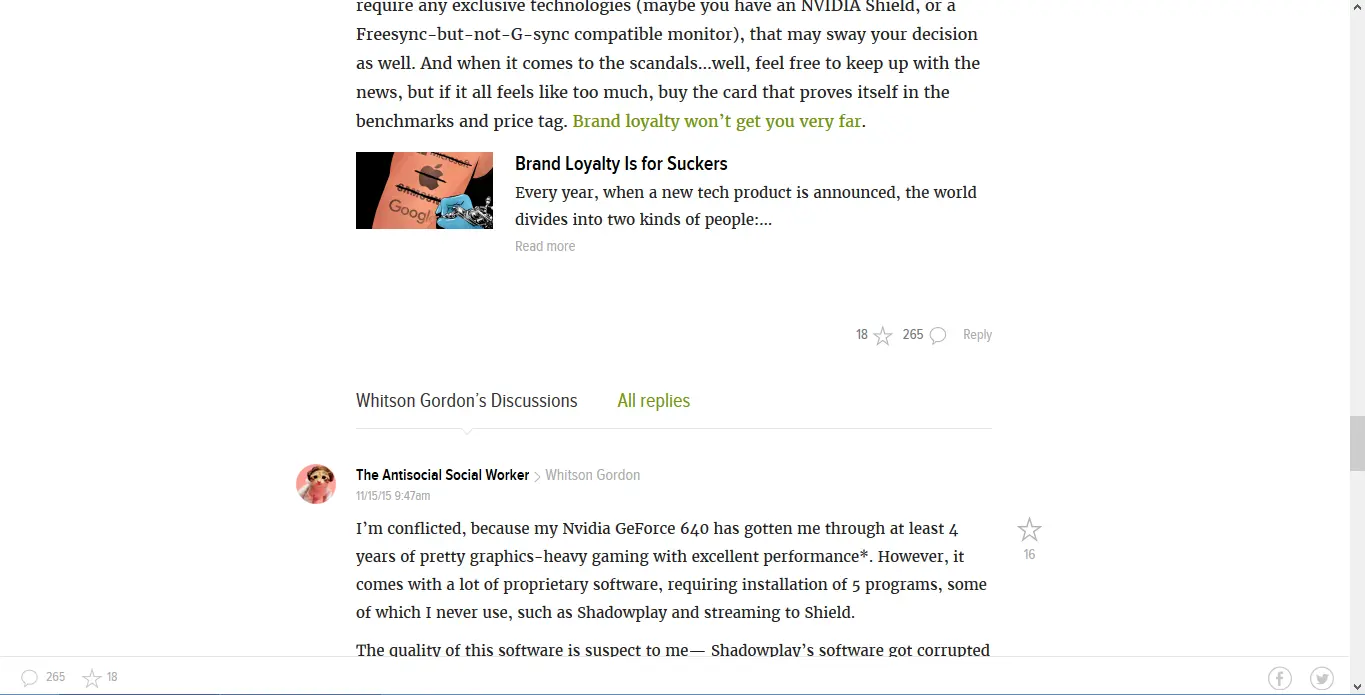 require any exclusive technologies (maybe you have an NVIDIA Shield, or a
Freesync-but-not-G-sync compatible monitor), that may sway your decision
as well. And when it comes to the scandals...well, feel free to keep up with the
news, but if it all feels like too much, buy the card that proves itself in the
benchmarks and price tag. Brand loyalty won’t get you very far.
Microsoft
SAMSUNG
Google
Brand Loyalty Is for Suckers
Every year, when a new tech product is announced, the world
divides into two kinds of people:...
Read more
18 265 Reply
Whitson Gordon's Discussions All replies
The Antisocial Social Worker > Whitson Gordon
11/15/15 9:47am
I’m conflicted, because my Nvidia GeForce 640 has gotten me through at least 4
years of pretty graphics-heavy gaming with excellent performance*. However, it
comes with a lot of proprietary software, requiring installation of 5 programs, some
of which I never use, such as Shadowplay and streaming to Shield.
16
The quality of this software is suspect to me— Shadowplay’s software got corrupted
265 18